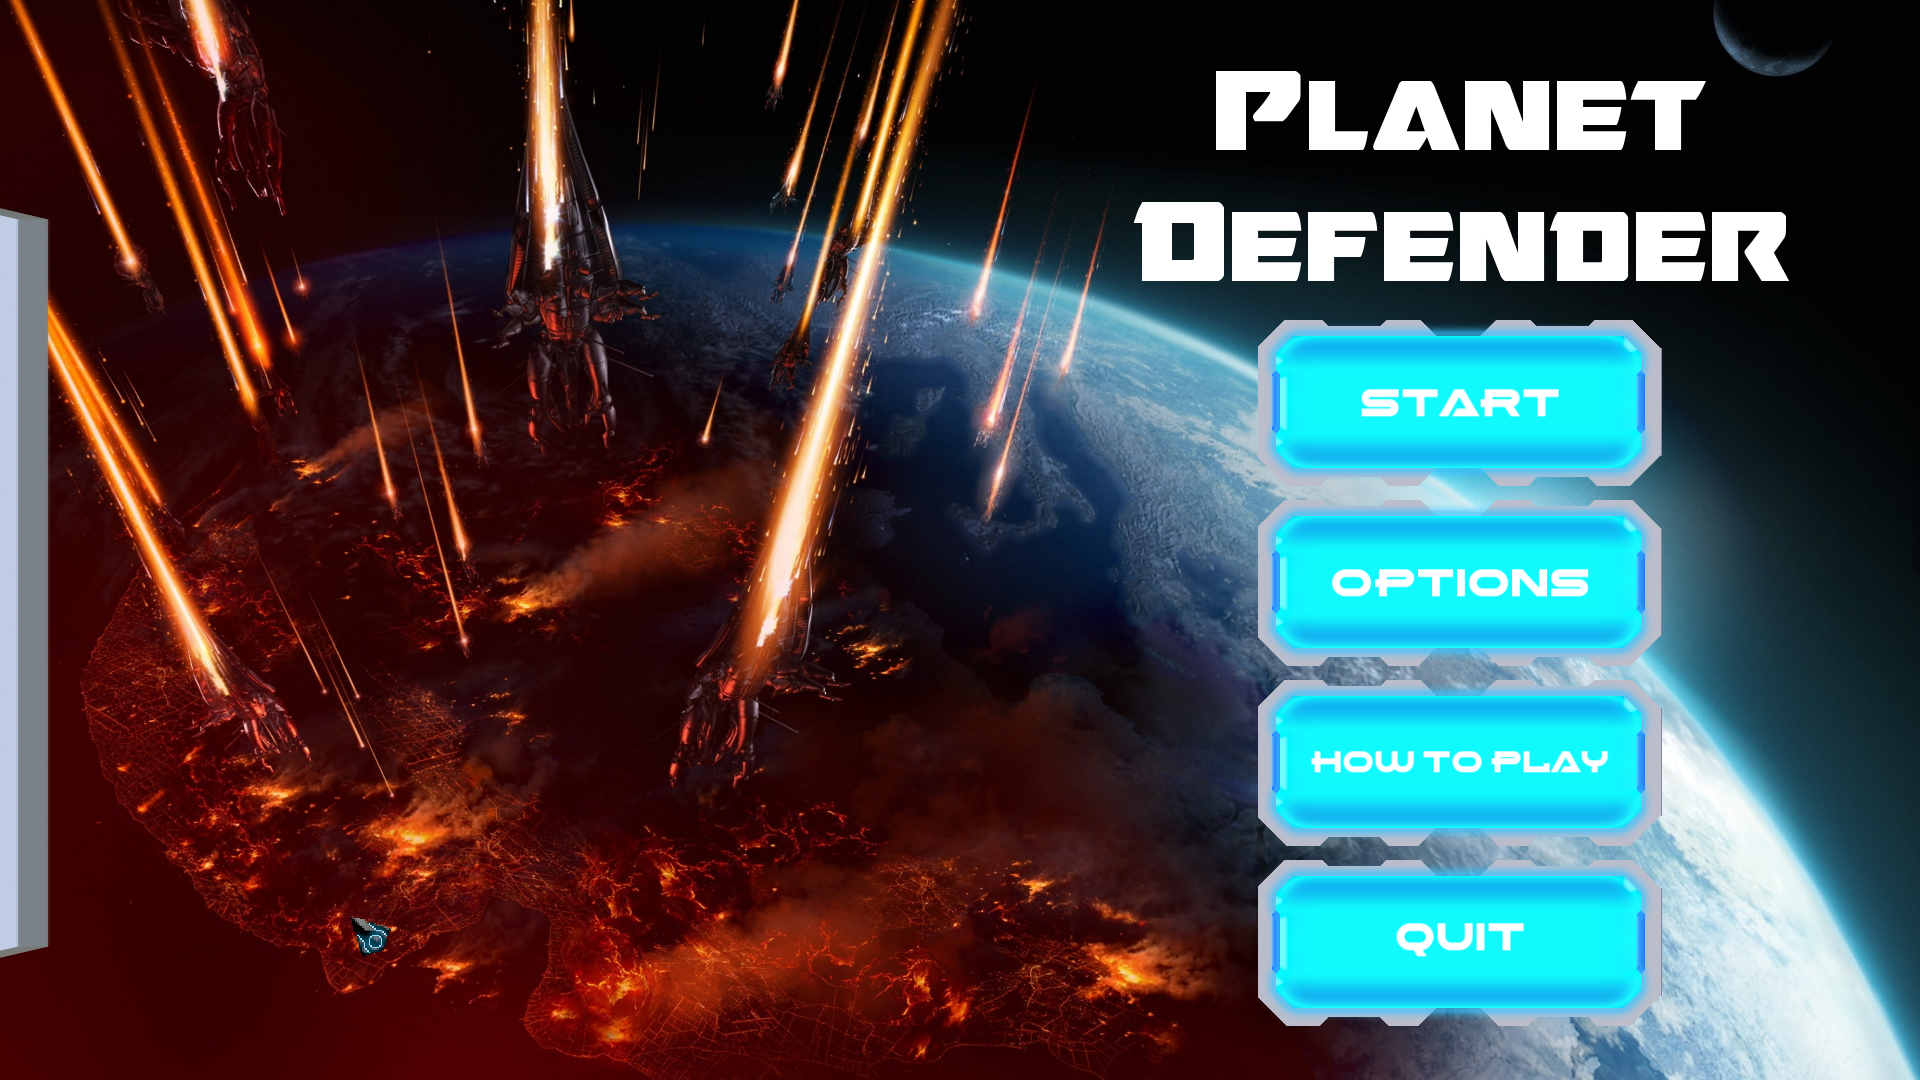 PLANET
DEFENDER
START
OPTIONS
HOW TO PLAY
QUIT